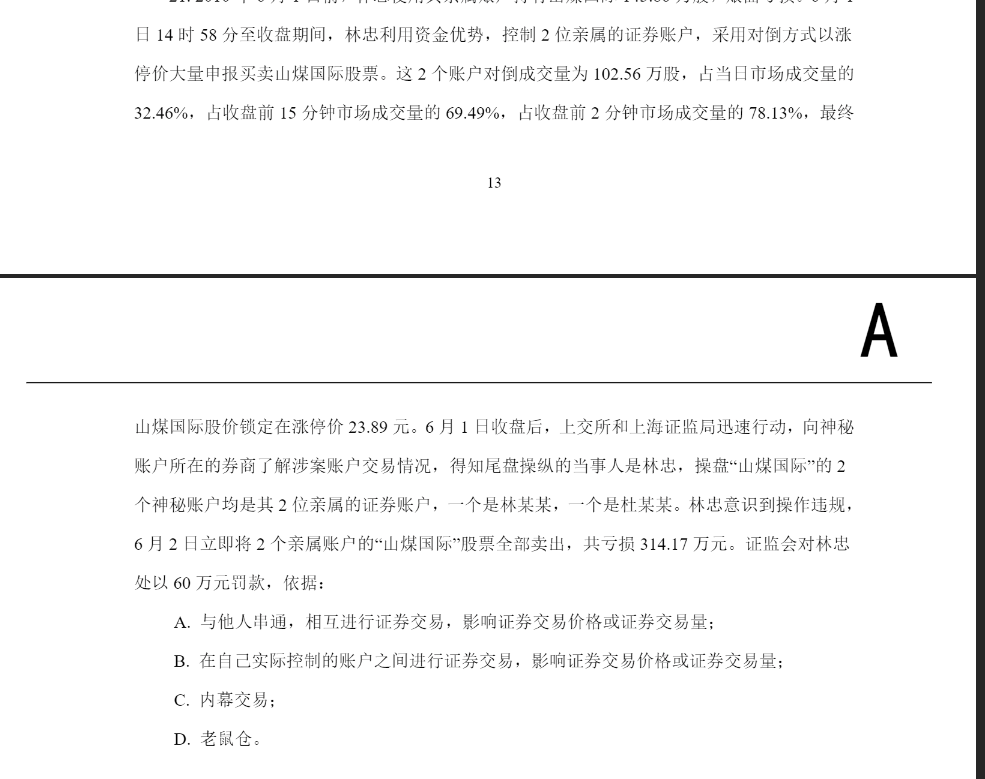 日 14 时 58 分至收盘期间，林忠利用资金优势，控制 2 位亲属的证券账户，采用对倒方式以涨
停价大量申报买卖山煤国际股票。这 2 个账户对倒成交量为 102.56 万股，占当日市场成交量的
32.46%，占收盘前 15 分钟市场成交量的 69.49%，占收盘前 2 分钟市场成交量的 78.13%，最终
13
A
山煤国际股价锁定在涨停价 23.89 元。6 月 1 日收盘后，上交所和上海证监局迅速行动，向神秘
账户所在的券商了解涉案账户交易情况，得知尾盘操纵的当事人是林忠，操盘“山煤国际”的 2
个神秘账户均是其 2 位亲属的证券账户，一个是林某某，一个是杜某某。林忠意识到操作违规，
6 月 2 日立即将 2 个亲属账户的“山煤国际”股票全部卖出，共亏损 314.17 万元。证监会对林忠
处以 60 万元罚款，依据：
A. 与他人串通，相互进行证券交易，影响证券交易价格或证券交易量；
B. 在自己实际控制的账户之间进行证券交易，影响证券交易价格或证券交易量；
C. 内幕交易；
D. 老鼠仓。